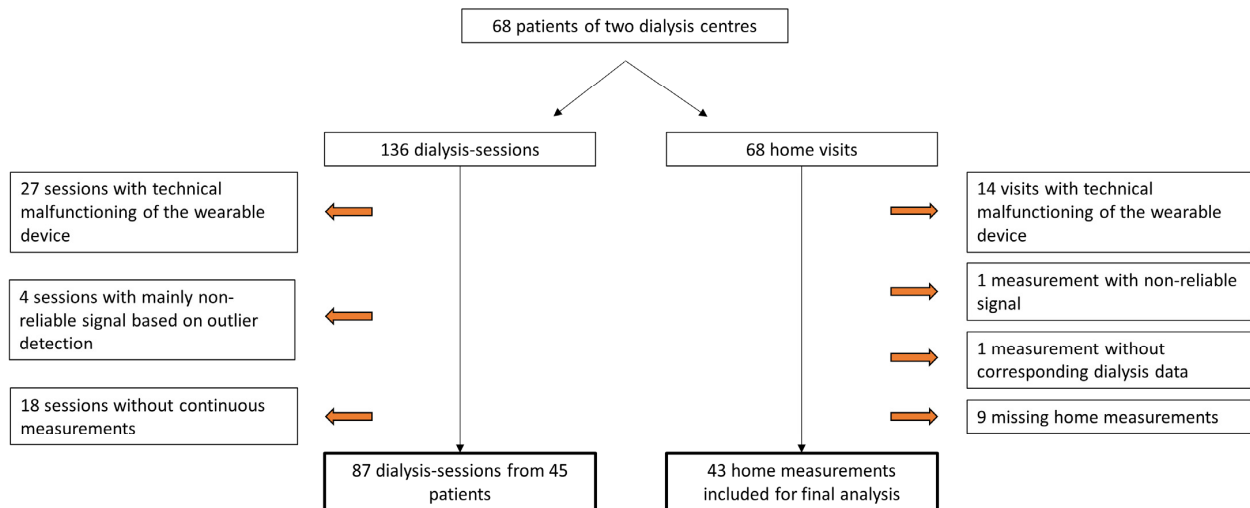 68 patients of two dialysis centres
136 dialysis-sessions
68 home visits
27 sessions with technical
malfunctioning of the wearable
device
14 visits with technical
malfunctioning of the wearable
device
4 sessions with mainly non-
reliable signal based on outlier
detection
1 measurement with non-reliable
signal
1 measurement without
corresponding dialysis data
18 sessions without continuous
measurements
9 missing home measurements
87 dialysis-sessions from 45
patients
43 home measurements
included for final analysis